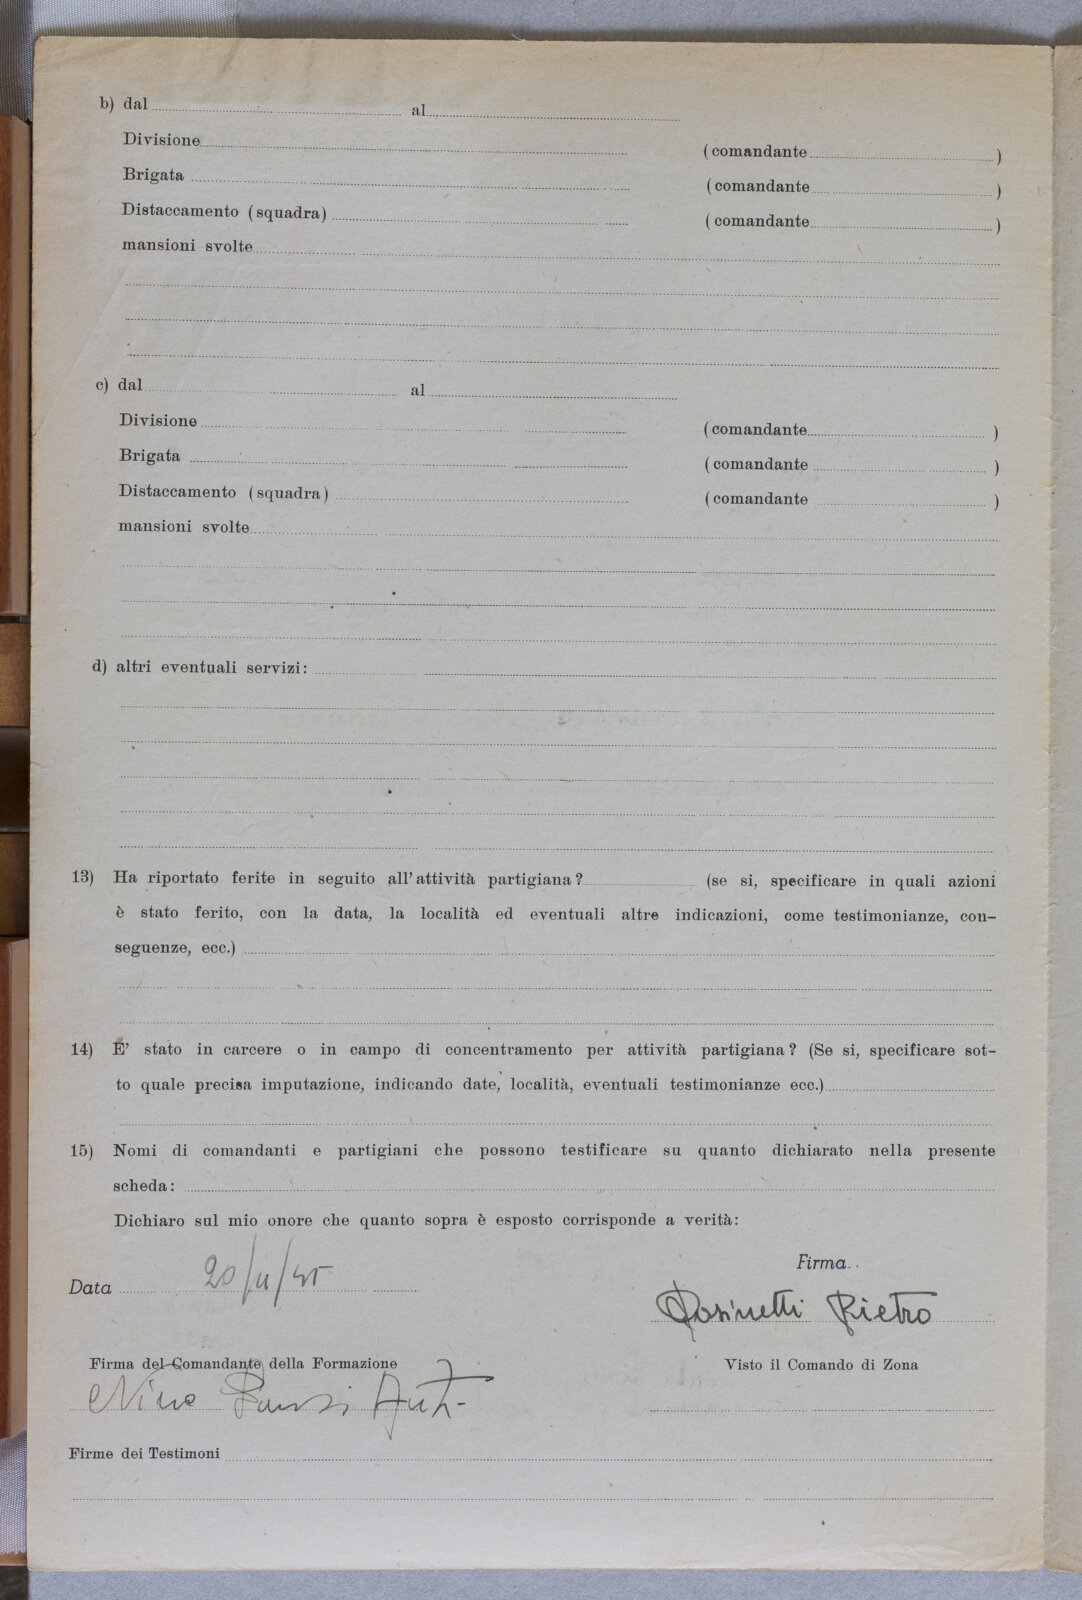 b) dal al
Divisione (comandante )
Brigata (comandante )
Distaccamento (squadra) (comandante )
mansioni svolte
c) dal al
Divisione (comandante )
Brigata (comandante )
Distaccamento (squadra) (comandante )
mansioni svolte
d) altri eventuali servizi:
13) Ha riportato ferite in seguito all'attività partigiana? (se si, specificare in quali azioni
è stato ferito, con la data, la località ed eventuali altre indicazioni, come testimonianze, con-
seguenze, ecc.)
14) E' stato in carcere o in campo di concentramento per attività partigiana? (Se si, specificare sot-
to quale precisa imputazione, indicando date, località, eventuali testimonianze ecc.)
15) Nomi di comandanti e partigiani che possono testificare su quanto dichiarato nella presente
scheda:
Dichiaro sul mio onore che quanto sopra è esposto corrisponde a verità:
Firma
Data 20/11/45
Pietro
Firma del Comandante della Formazione Visto il Comando di Zona
Nino
Firme dei Testimoni